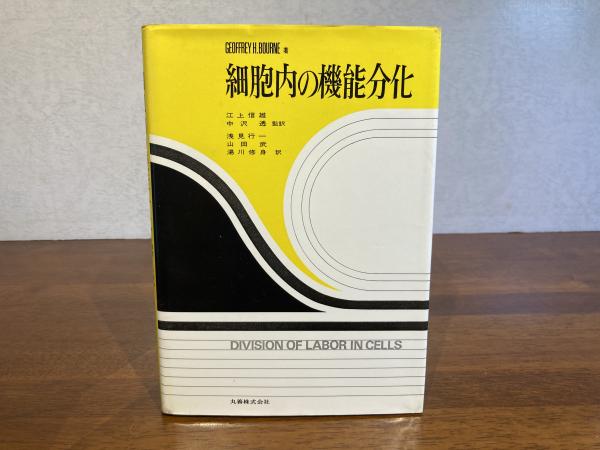 GEOFFREY H. BOURNE 著
細胞内の機能分化
江上信雄
中沢 透 監訳
浅見行一
山田 武
湯川修身 訳
DIVISION OF LABOR IN CELLS
丸善株式会社